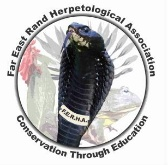 Far East Rand Herpetological Association
F.E.R.H.A.
Conservation Through Education